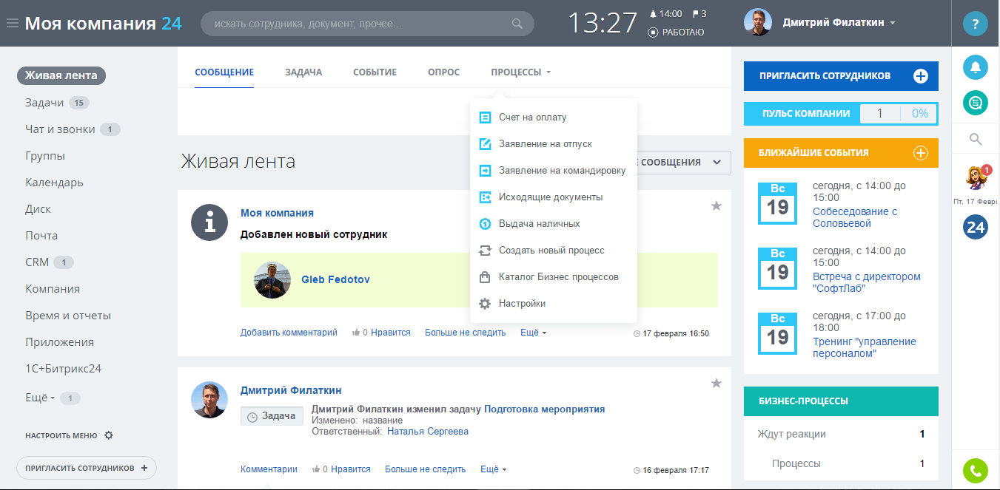 Моя компания 24
искать сотрудника, документ, прочее...
13:27
14:00 3
РАБОТАЮ
Дмитрий Филаткин
?
Живая лента
Задачи 15
Чат и звонки 1
Группы
Календарь
Диск
Почта
CRM 1
Компания
Время и отчеты
Приложения
1С+Битрикс24
Ещё 1
НАСТРОИТЬ МЕНЮ
ПРИГЛАСИТЬ СОТРУДНИКОВ +
СООБЩЕНИЕ ЗАДАЧА СОБЫТИЕ ОПРОС ПРОЦЕССЫ
Счет на оплату
Заявление на отпуск
Заявление на командировку
Исходящие документы
Выдача наличных
Создать новый процесс
Каталог Бизнес процессов
Настройки
Живая лента
Е СООБЩЕНИЯ
Моя компания
Добавлен новый сотрудник
Gleb Fedotov
Добавить комментарий 0 Нравится Больше не следить Ещё 17 февраля 16:50
Дмитрий Филаткин
Задача
Дмитрий Филаткин изменил задачу Подготовка мероприятия
Изменено: название
Ответственный: Наталья Сергеева
Комментарии 0 Нравится Больше не следить Ещё 16 февраля 17:17
ПРИГЛАСИТЬ СОТРУДНИКОВ
ПУЛЬС КОМПАНИИ 1 0%
БЛИЖАЙШИЕ СОБЫТИЯ
Вс
19
сегодня, с 14:00 до
15:00
Собеседование с
Соловьевой
Вс
19
сегодня, с 14:00 до
15:00
Встреча с директором
"СофтЛаб"
Вс
19
сегодня, с 17:00 до
18:00
Тренинг "управление
персоналом"
БИЗНЕС-ПРОЦЕССЫ
Ждут реакции 1
Процессы 1
1
Пт, 17 Февра
24